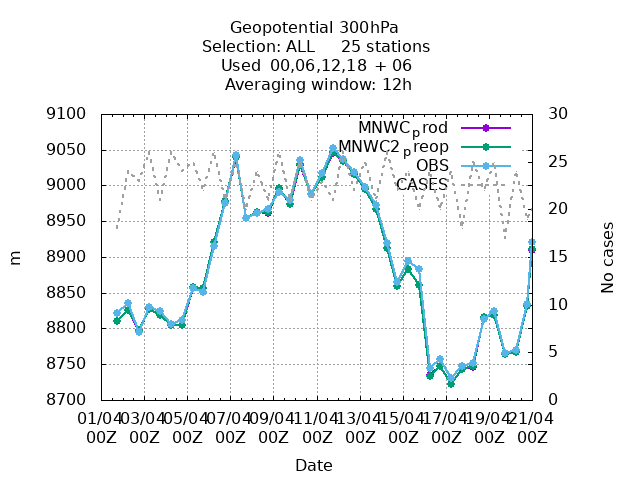 Geopotential 300hPa
Selection: ALL 25 stations
Used 00,06,12,18 + 06
Averaging window: 12h
9100
9050
9000
8950
8900
8850
8800
8750
8700
30
25
20
15
10
5
0
MNWCprod
MNWC2preop
OBS
CASES
m
No cases
01/04 03/04 05/04 07/04 09/04 11/04 13/04 15/04 17/04 19/04 21/04
00Z 00Z 00Z 00Z 00Z 00Z 00Z 00Z 00Z 00Z 00Z
Date